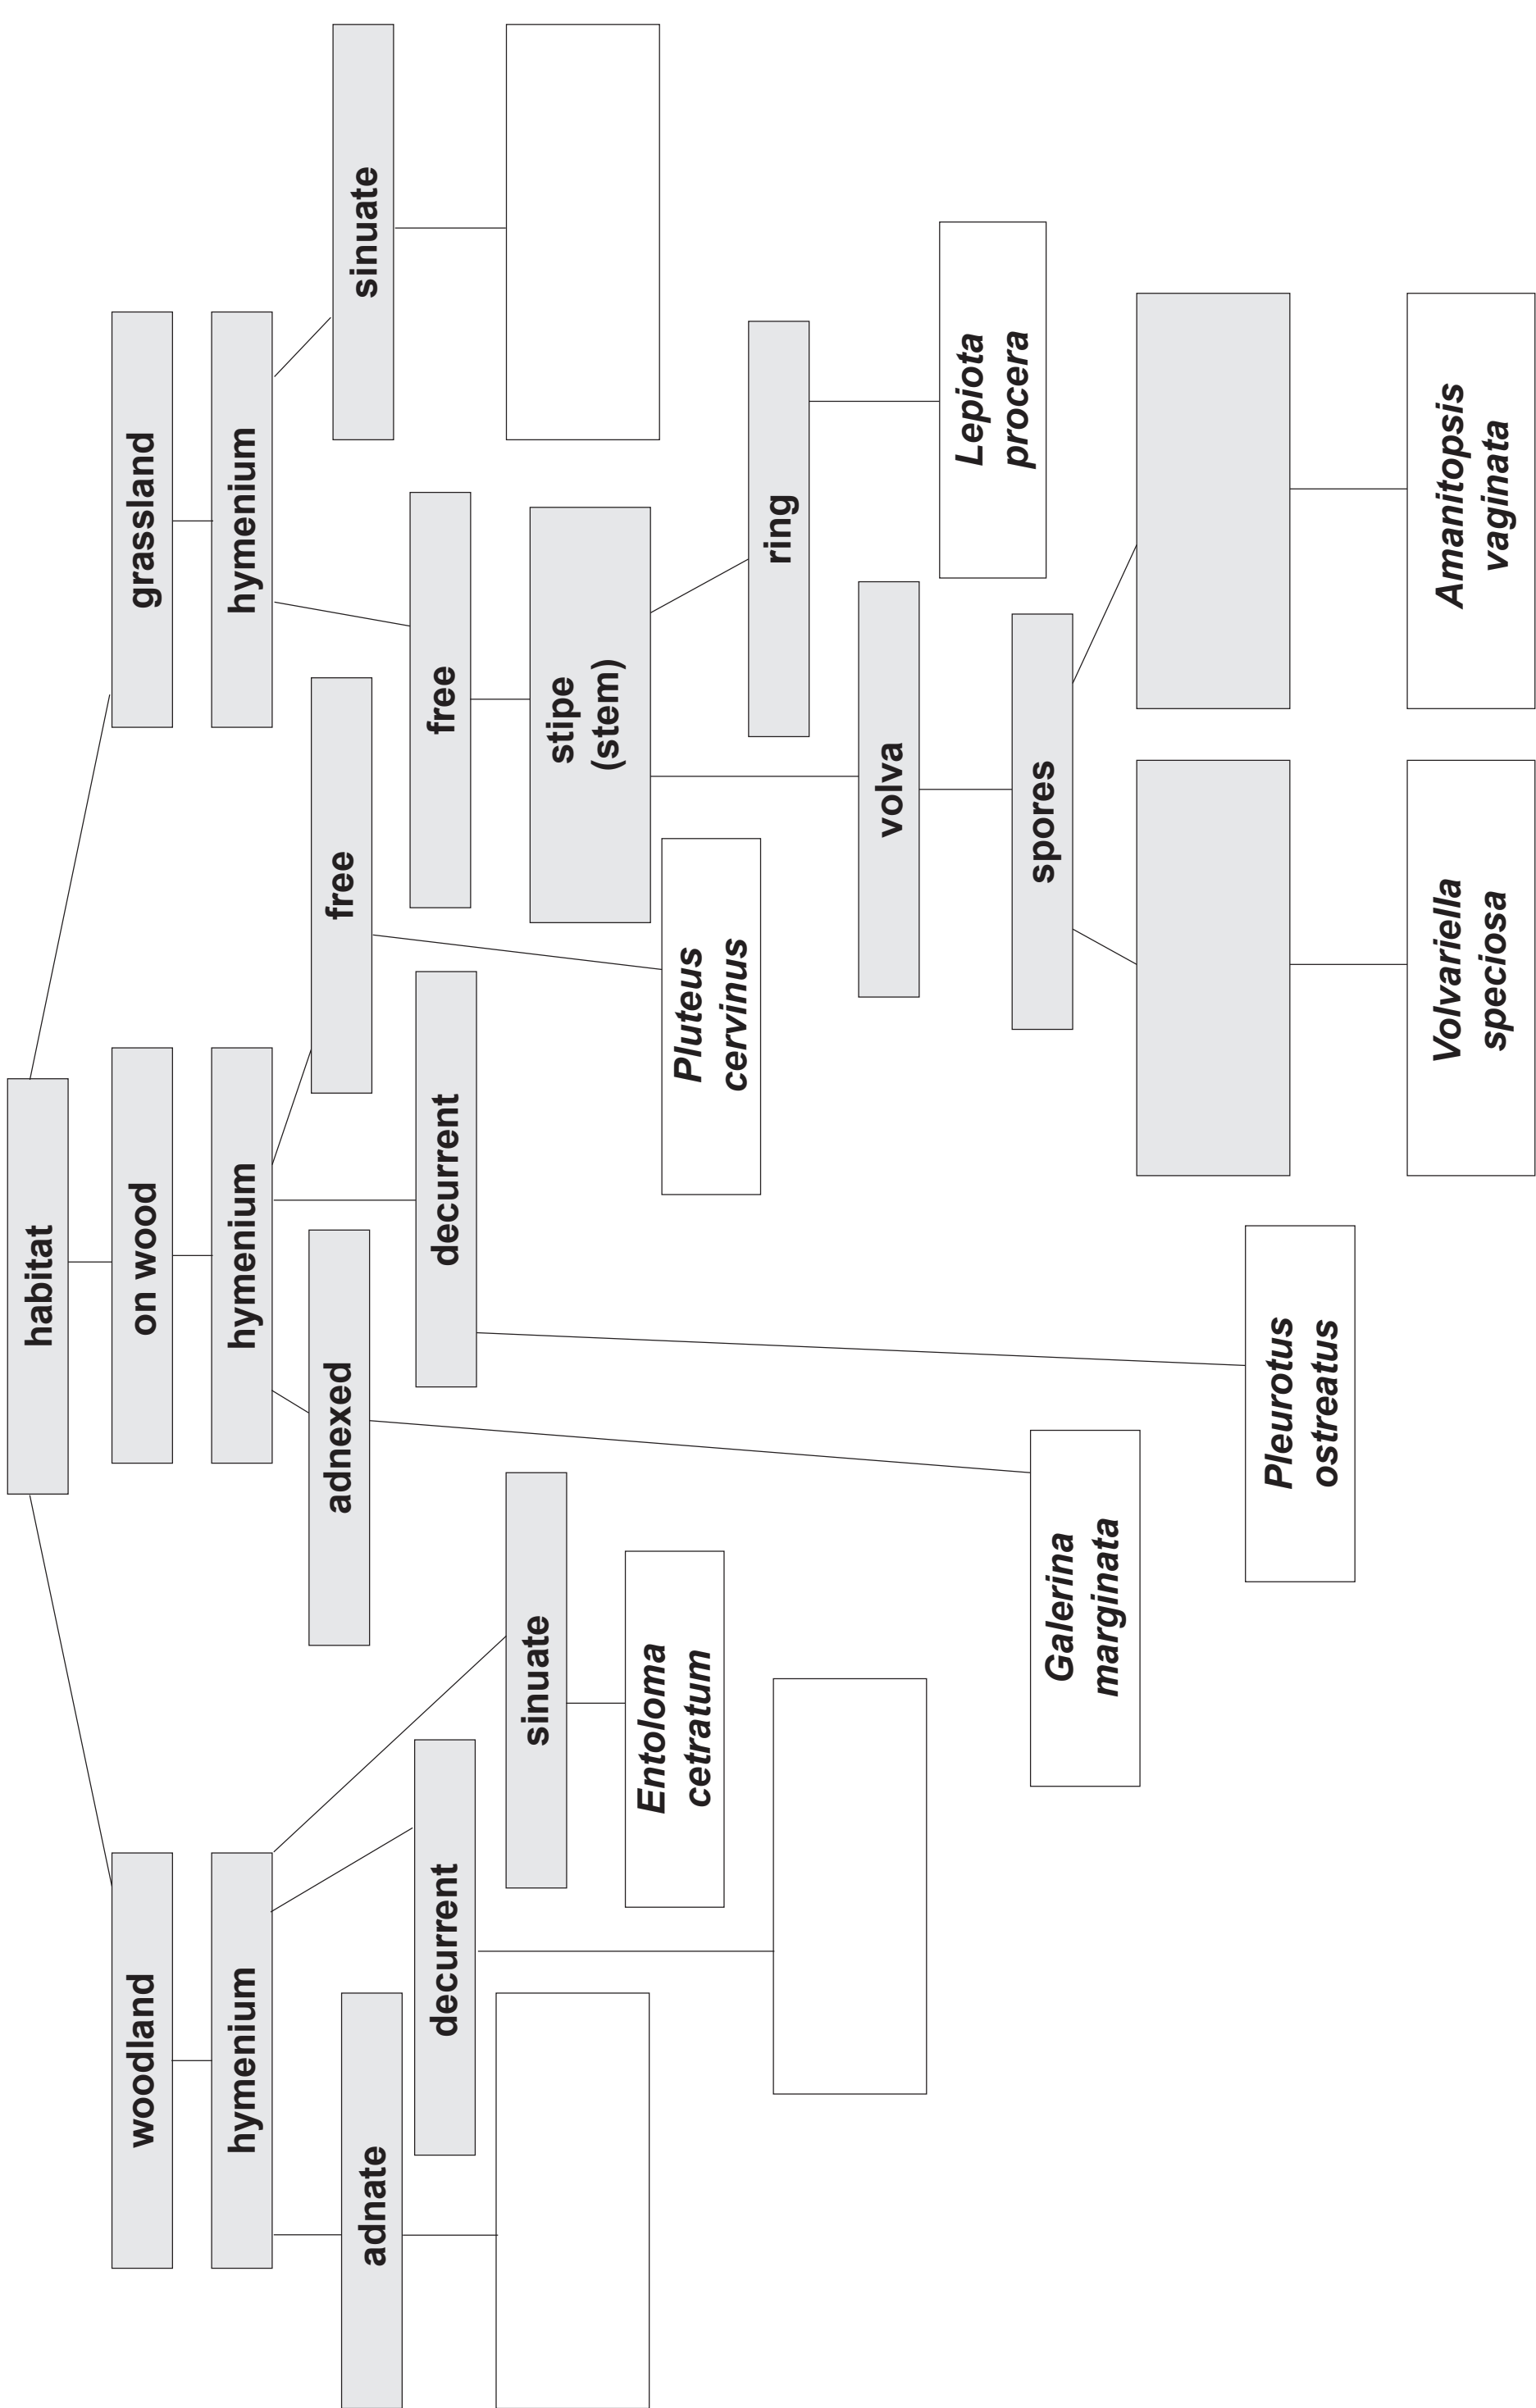 habitat
woodland
on wood
grassland
hymenium
hymenium
hymenium
adnate
decurrent
sinuate
adnexed
decurrent
free
free
sinuate
Entoloma
cetratum
Galerina
marginata
Pleurotus
ostreatus
Pluteus
cervinus
stipe
(stem)
volva
ring
Lepiota
procera
spores
Volvariella
speciosa
Amanitopsis
vaginata